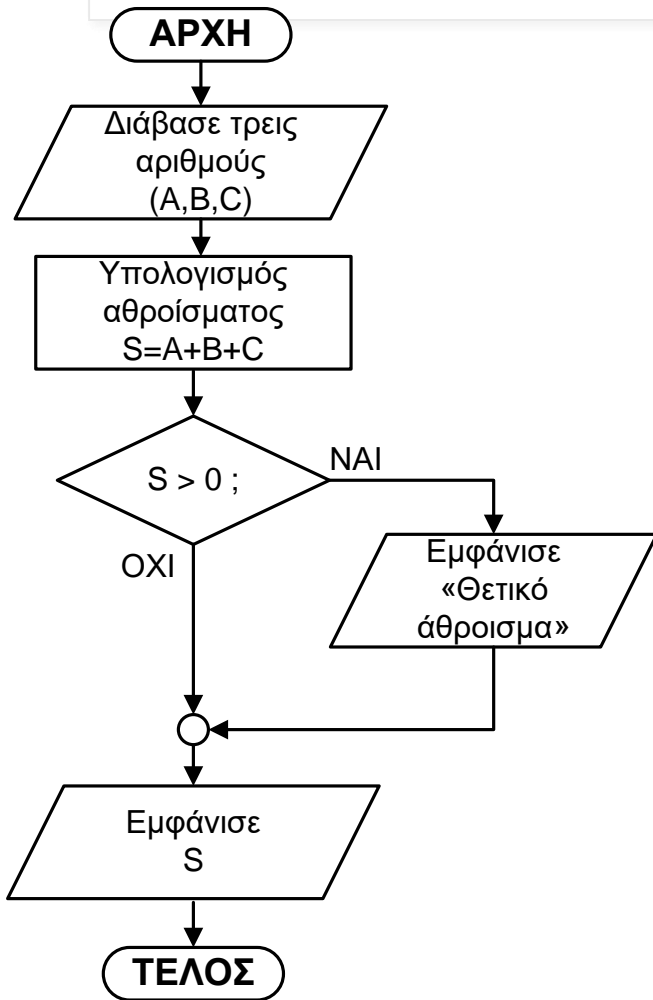 ΑΡΧΗ
Διάβασε τρεις
αριθμούς
(A,B,C)
Υπολογισμός
αθροίσματος
S=A+B+C
S > 0 ;
ΝΑΙ
ΟΧΙ
Εμφάνισε
«Θετικό
άθροισμα»
Εμφάνισε
S
ΤΕΛΟΣ